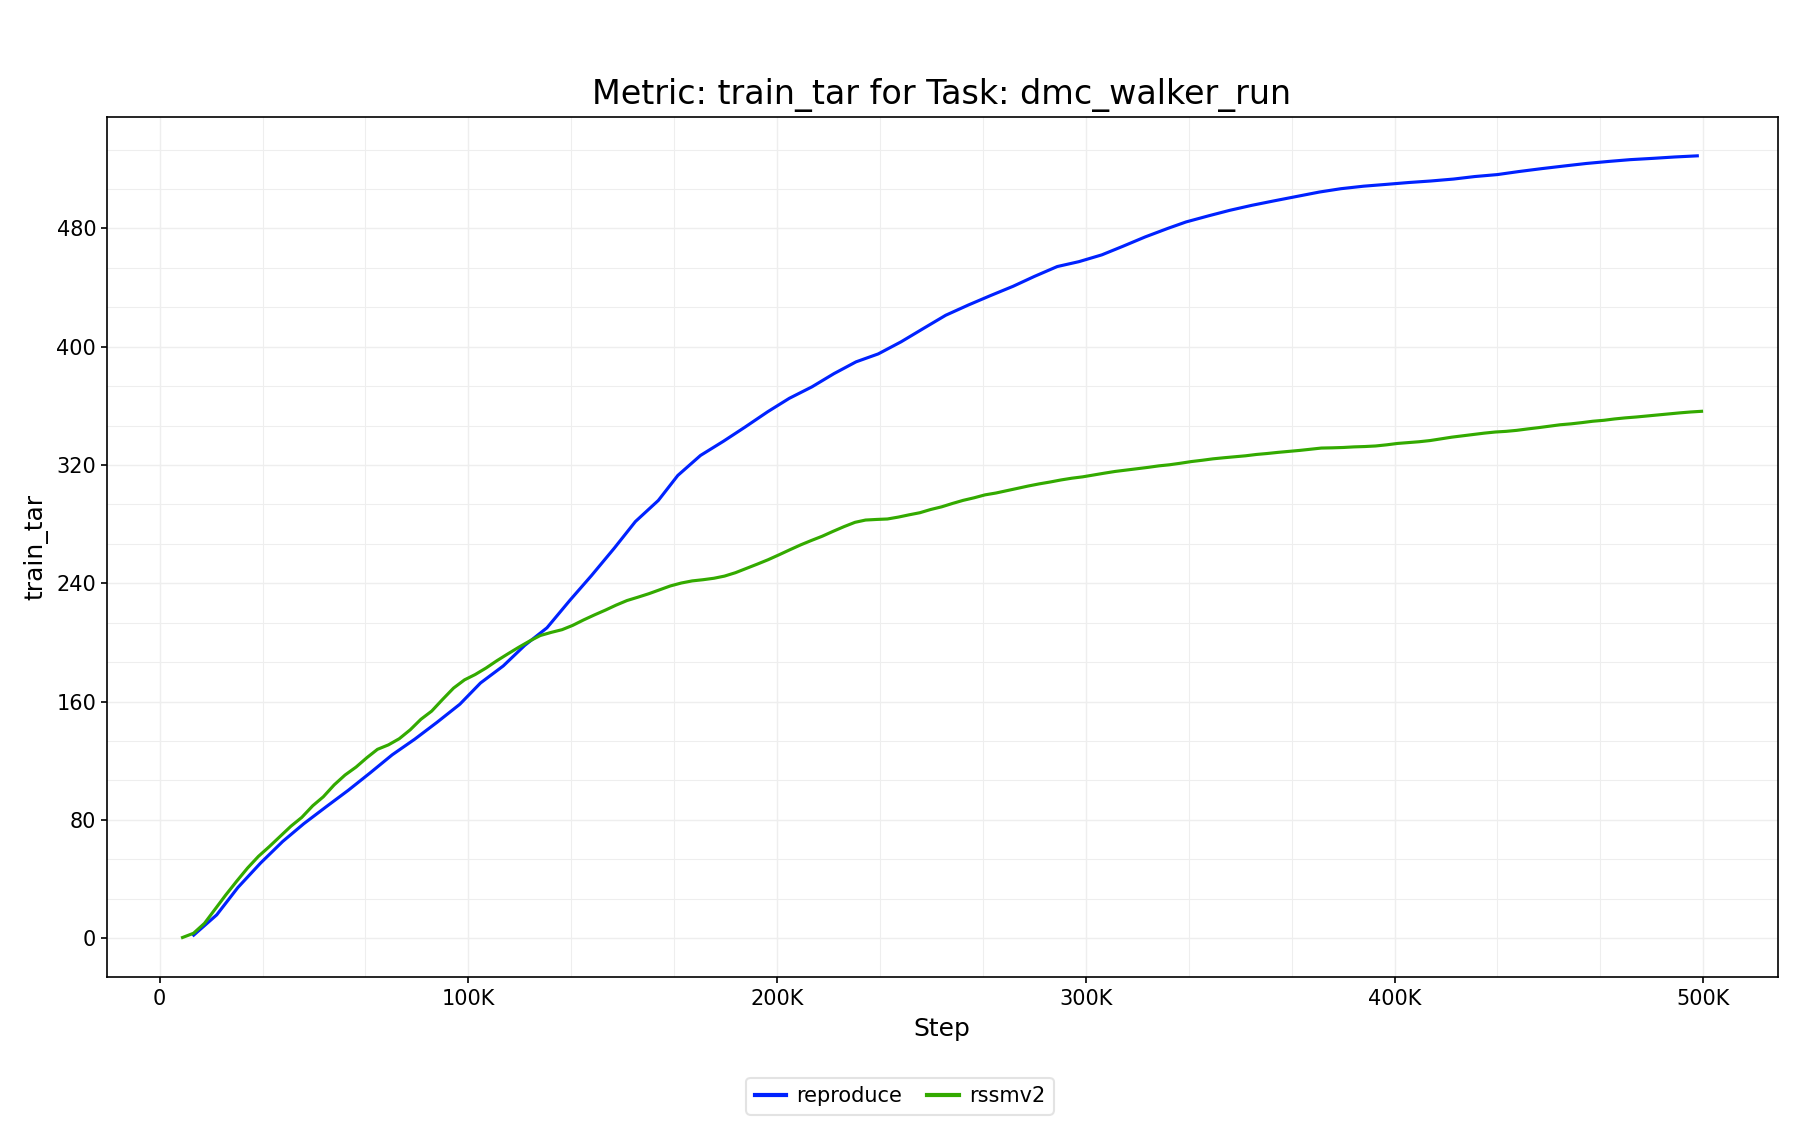 Metric: train_tar for Task: dmc_walker_run
train_tar
480
400
320
240
160
80
0
0 100K 200K 300K 400K 500K
Step
reproduce rssmv2